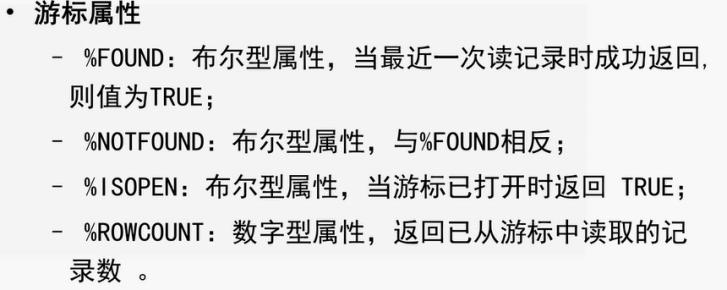 • 游标属性
– %FOUND：布尔型属性，当最近一次读记录时成功返回,
则值为TRUE；
– %NOTFOUND：布尔型属性，与%FOUND相反；
– %ISOPEN：布尔型属性，当游标已打开时返回 TRUE；
– %ROWCOUNT：数字型属性，返回已从游标中读取的记
录数 。